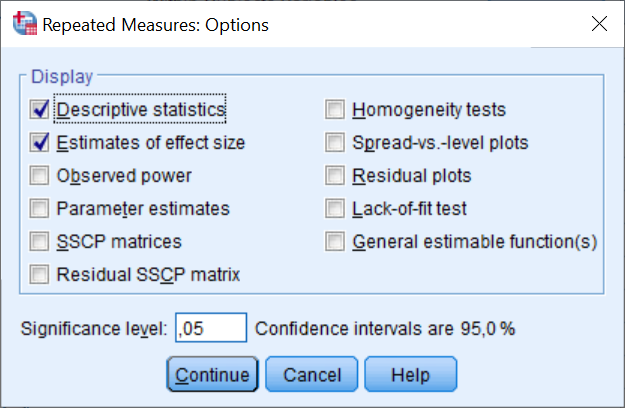 Repeated Measures: Options
Display
Descriptive statistics
Homogeneity tests
Estimates of effect size
Spread-vs.-level plots
Observed power
Residual plots
Parameter estimates
Lack-of-fit test
SSCP matrices
General estimable function(s)
Residual SSCP matrix
Significance level: ,05 Confidence intervals are 95,0 %
Continue Cancel Help